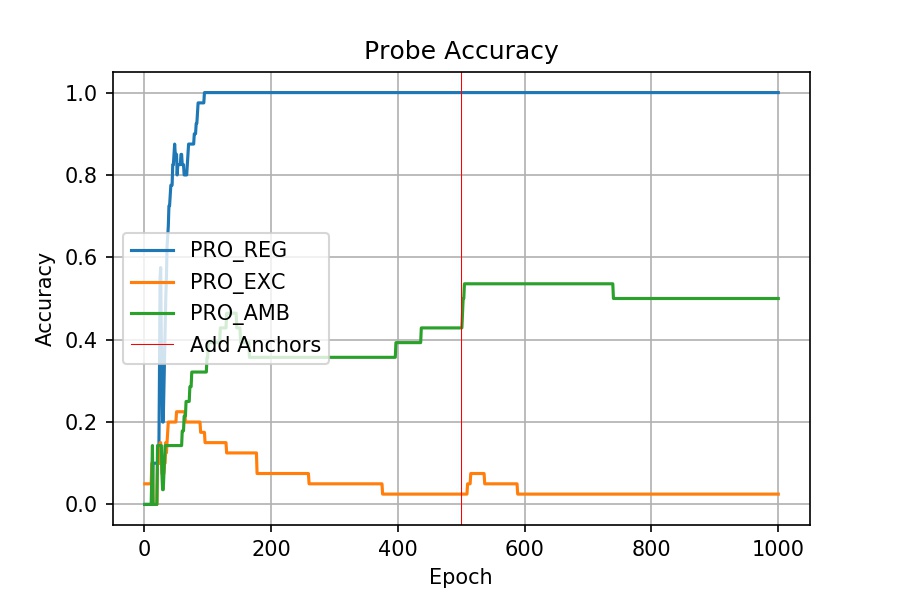 Probe Accuracy
1.0
0.8
0.6
0.4
0.2
0.0
Accuracy
PRO_REG
PRO_EXC
PRO_AMB
Add Anchors
0 200 400 600 800 1000
Epoch